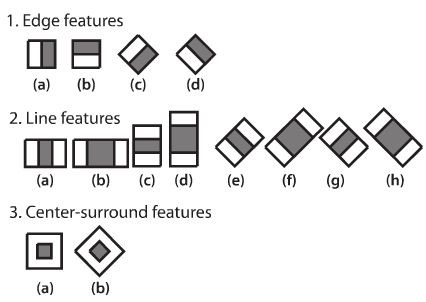 1. Edge features
(a) (b) (c) (d)
2. Line features
(a) (b) (c) (d) (e) (f) (g) (h)
3. Center-surround features
(a) (b)